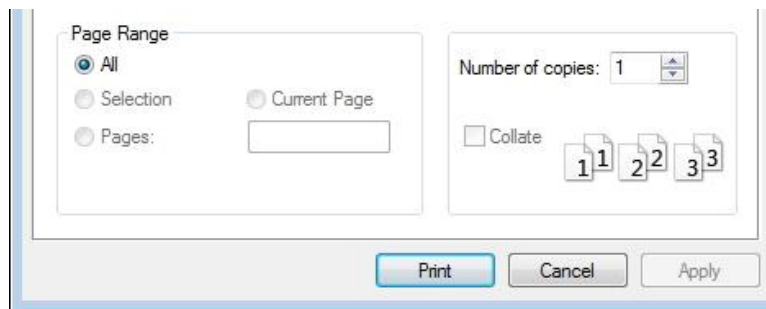 Page Range
All
Selection Current Page
Pages:
Number of copies: 1
Collate
1 1 2 2 3 3
Print Cancel Apply